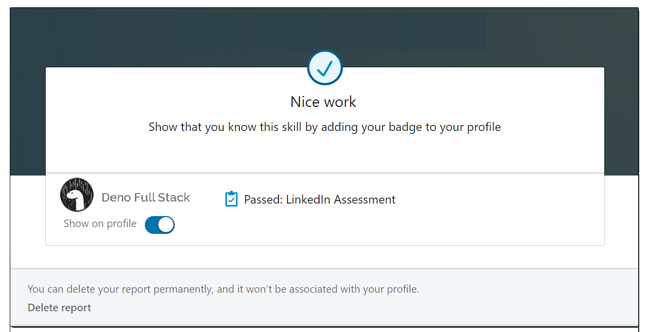 Nice work
Show that you know this skill by adding your badge to your profile
Deno Full Stack
Passed: LinkedIn Assessment
Show on profile
You can delete your report permanently, and it won't be associated with your profile.
Delete report